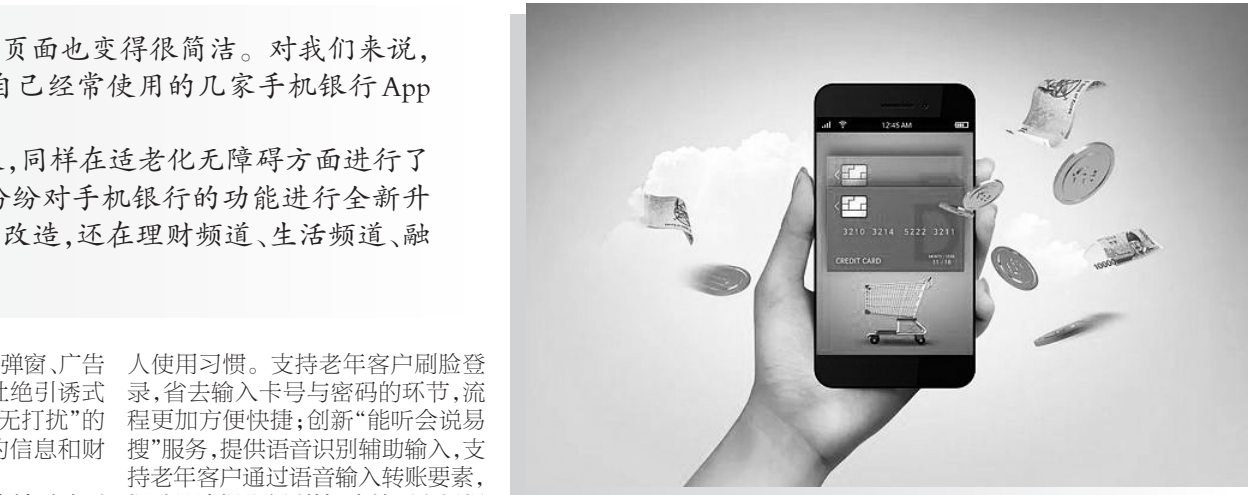 页面也变得很简洁。对我们来说,
自己经常使用的几家手机银行App
,同样在适老化无障碍方面进行了
纷纷对手机银行的功能进行全新升
改造,还在理财频道、生活频道、融
弹窗、广告
杜绝引诱式
无打扰”的
的信息和财
人使用习惯。支持老年客户刷脸登
录,省去输入卡号与密码的环节,流
程更加方便快捷;创新“能听会说易
搜”服务,提供语音识别辅助输入,支
持老年客户通过语音输入转账要素,
12:45 AM
3210 3214 5222 3211
CREDIT CARD
MONTH / YEAR
11 / 18
10000